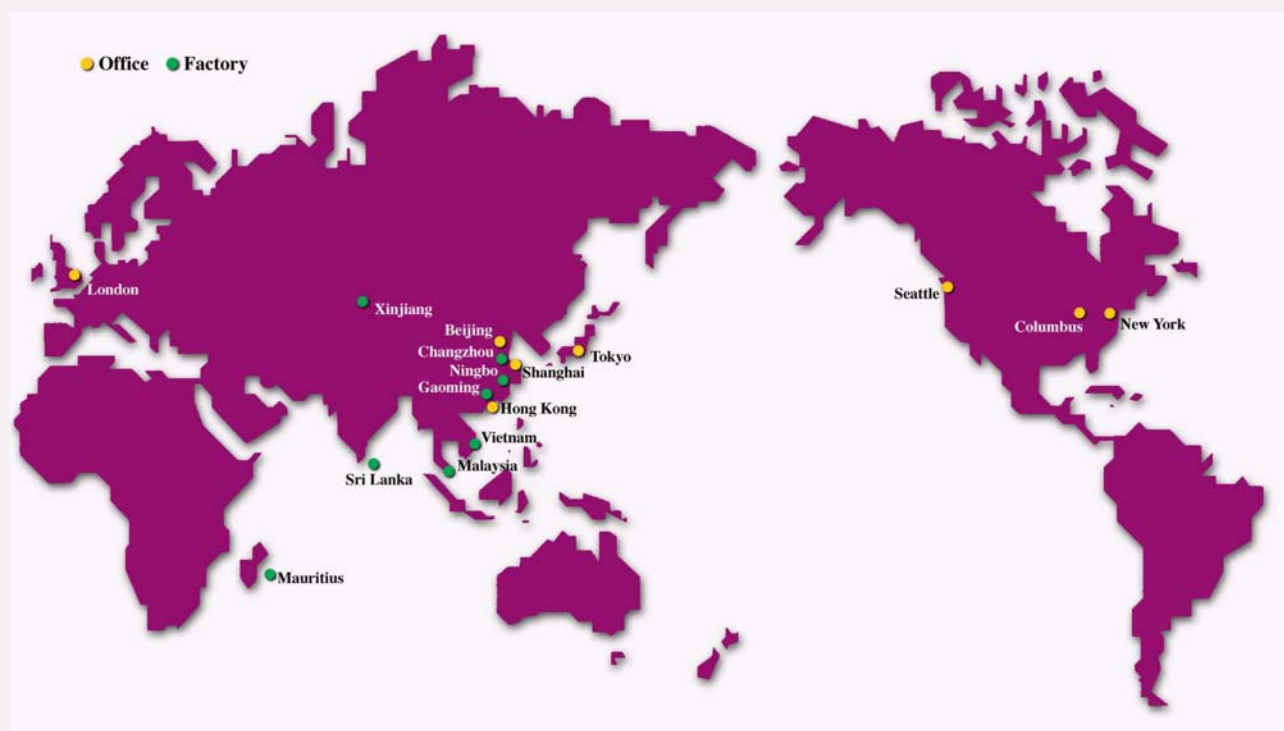 Office Factory
London
Xinjiang
Beijing
Changzhou
Ningbo
Gaoming
Shanghai
Tokyo
Hong Kong
Vietnam
Malaysia
Sri Lanka
Mauritius
Seattle
Columbus
New York